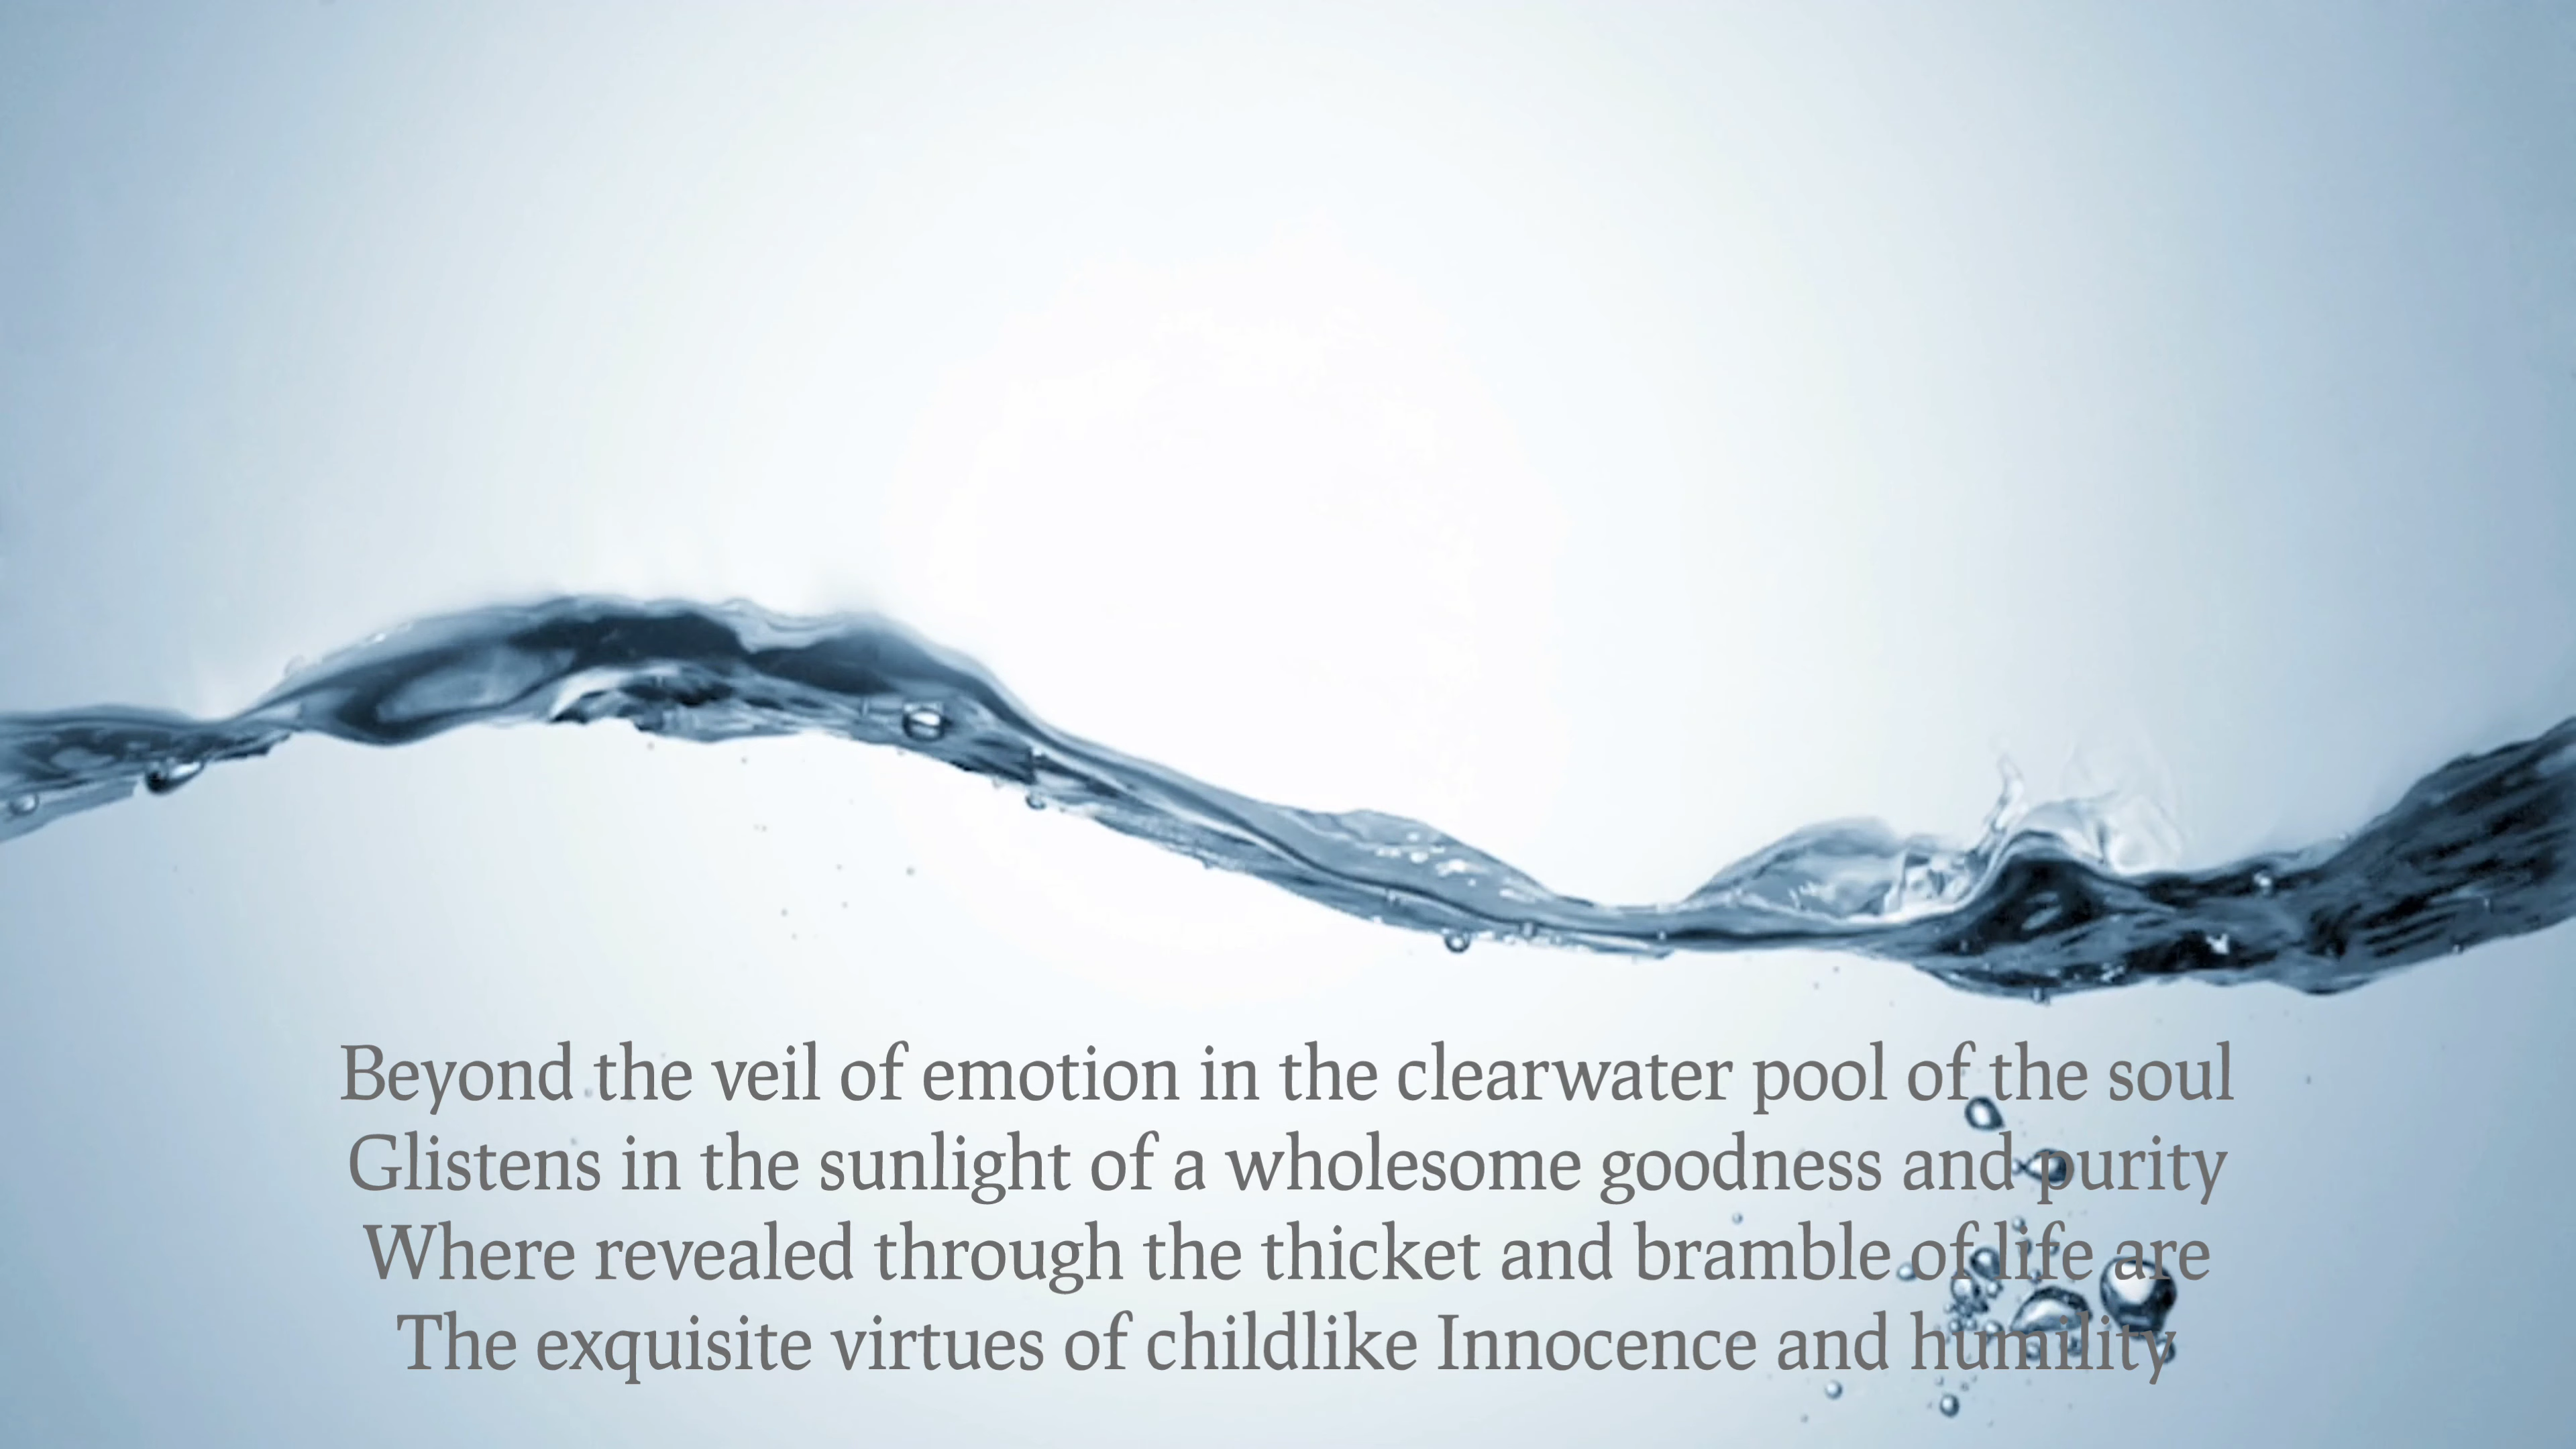 Beyond the veil of emotion in the clearwater pool of the soul
Glistens in the sunlight of a wholesome goodness and purity
Where revealed through the thicket and bramble of life are
The exquisite virtues of childlike Innocence and humility